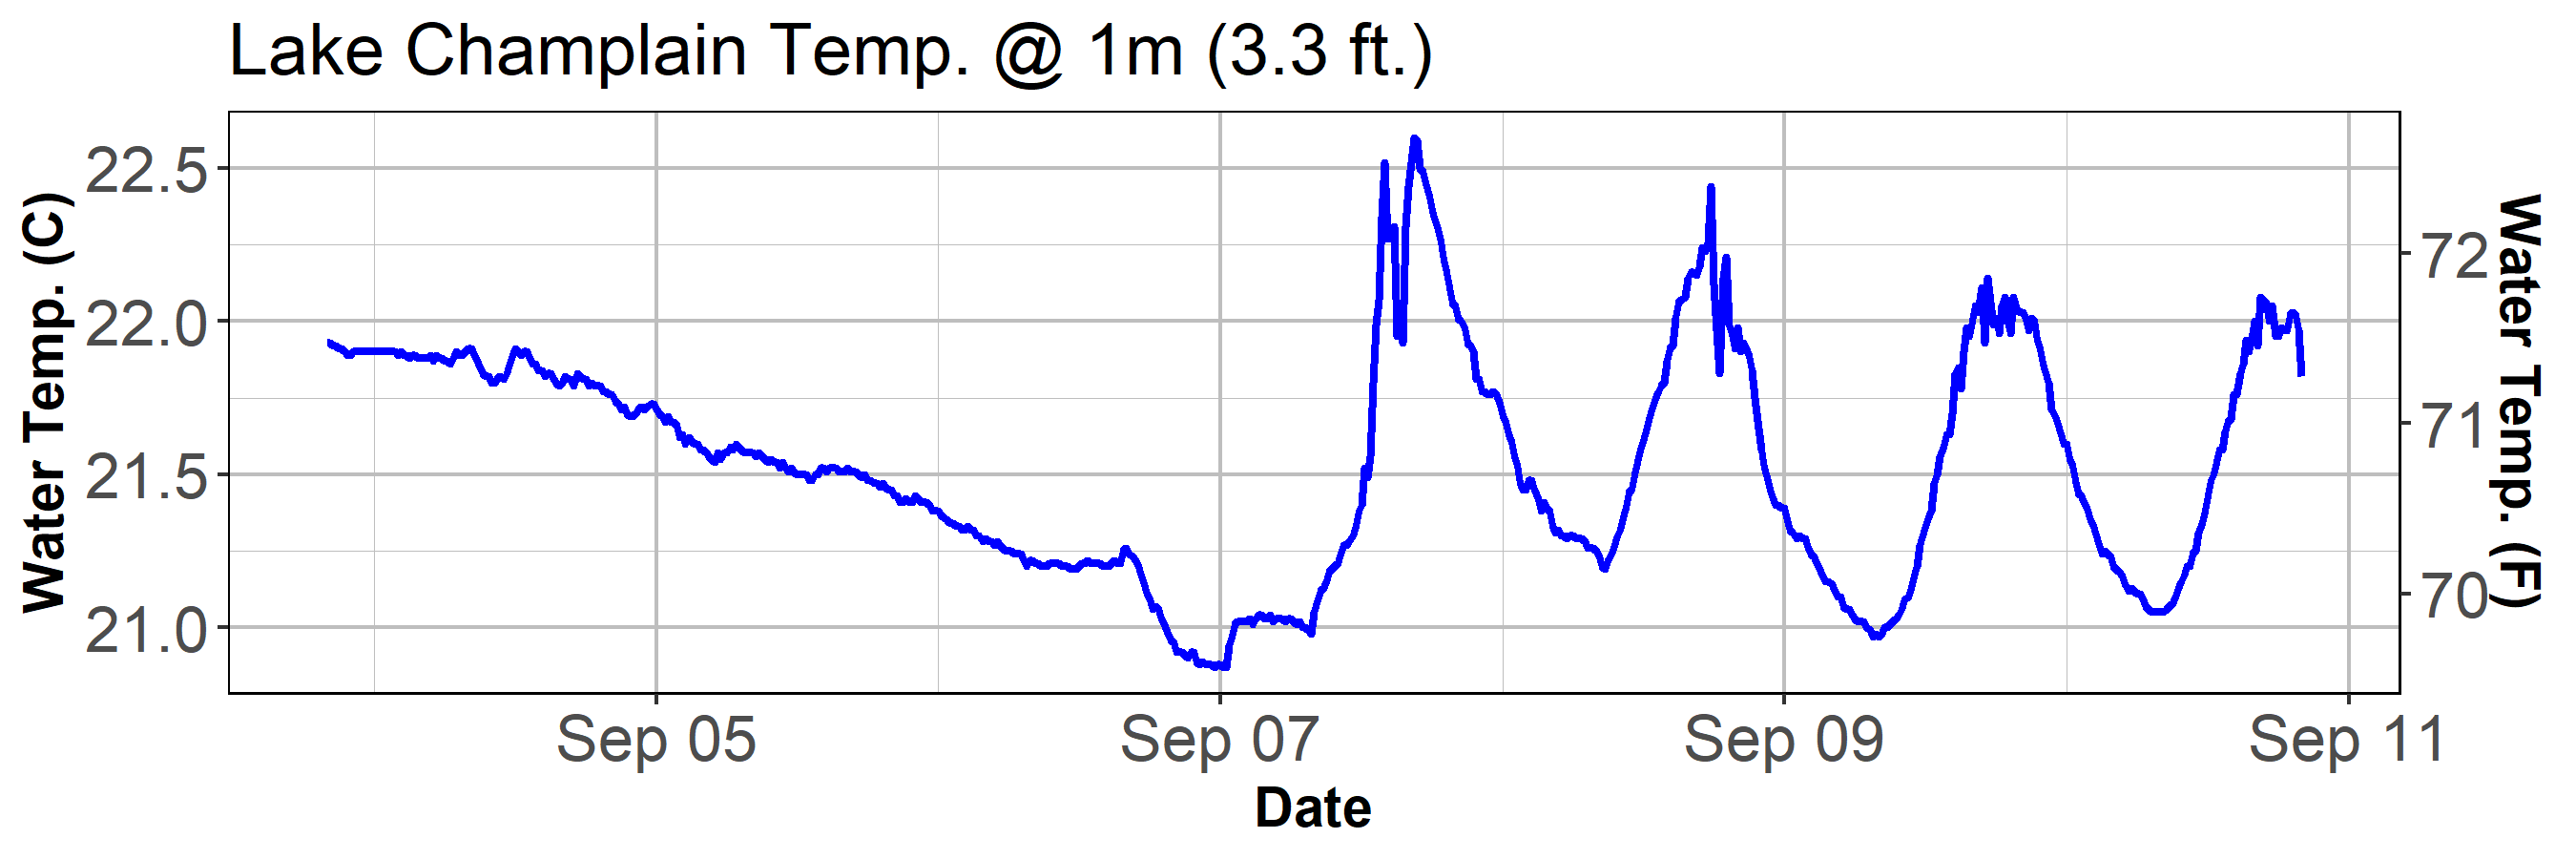 Lake Champlain Temp. @ 1m (3.3 ft.)
Water Temp. (C)
22.5
22.0
21.5
21.0
72
71
70
Water Temp. (F)
Sep 05
Sep 07
Sep 09
Sep 11
Date